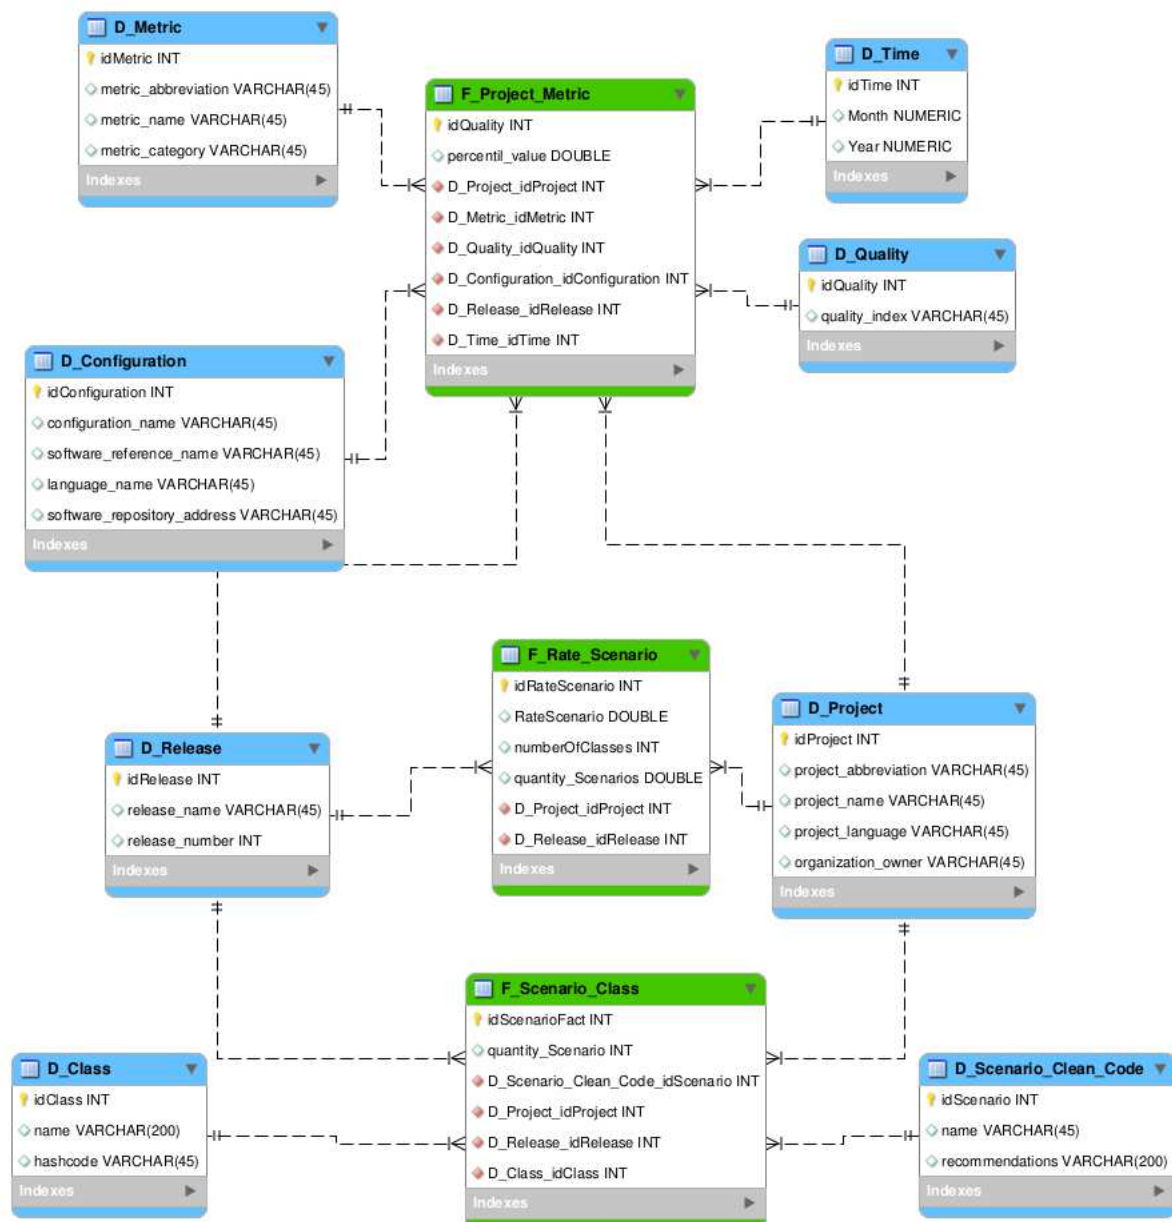 D_Metric
idMetric INT
metric_abbreviation VARCHAR(45)
metric_name VARCHAR(45)
metric_category VARCHAR(45)
Indexes
F_Project_Metric
idQuality INT
percentil_value DOUBLE
D_Project_idProject INT
D_Metric_idMetric INT
D_Quality_idQuality INT
D_Configuration_idConfiguration INT
D_Release_idRelease INT
D_Time_idTime INT
Indexes
D_Time
idTime INT
Month NUMERIC
Year NUMERIC
Indexes
D_Quality
idQuality INT
quality_index VARCHAR(45)
Indexes
D_Configuration
idConfiguration INT
configuration_name VARCHAR(45)
software_reference_name VARCHAR(45)
language_name VARCHAR(45)
software_repository_address VARCHAR(45)
Indexes
F_Rate_Scenario
idRateScenario INT
RateScenario DOUBLE
numberOfClasses INT
quantity_Scenarios DOUBLE
D_Project_idProject INT
D_Release_idRelease INT
Indexes
D_Project
idProject INT
project_abbreviation VARCHAR(45)
project_name VARCHAR(45)
project_language VARCHAR(45)
organization_owner VARCHAR(45)
Indexes
D_Release
idRelease INT
release_name VARCHAR(45)
release_number INT
Indexes
F_Scenario_Class
idScenarioFact INT
quantity_Scenario INT
D_Scenario_Clean_Code_idScenario INT
D_Project_idProject INT
D_Release_idRelease INT
D_Class_idClass INT
Indexes
D_Class
idClass INT
name VARCHAR(200)
hashcode VARCHAR(45)
Indexes
D_Scenario_Clean_Code
idScenario INT
name VARCHAR(45)
recommendations VARCHAR(200)
Indexes